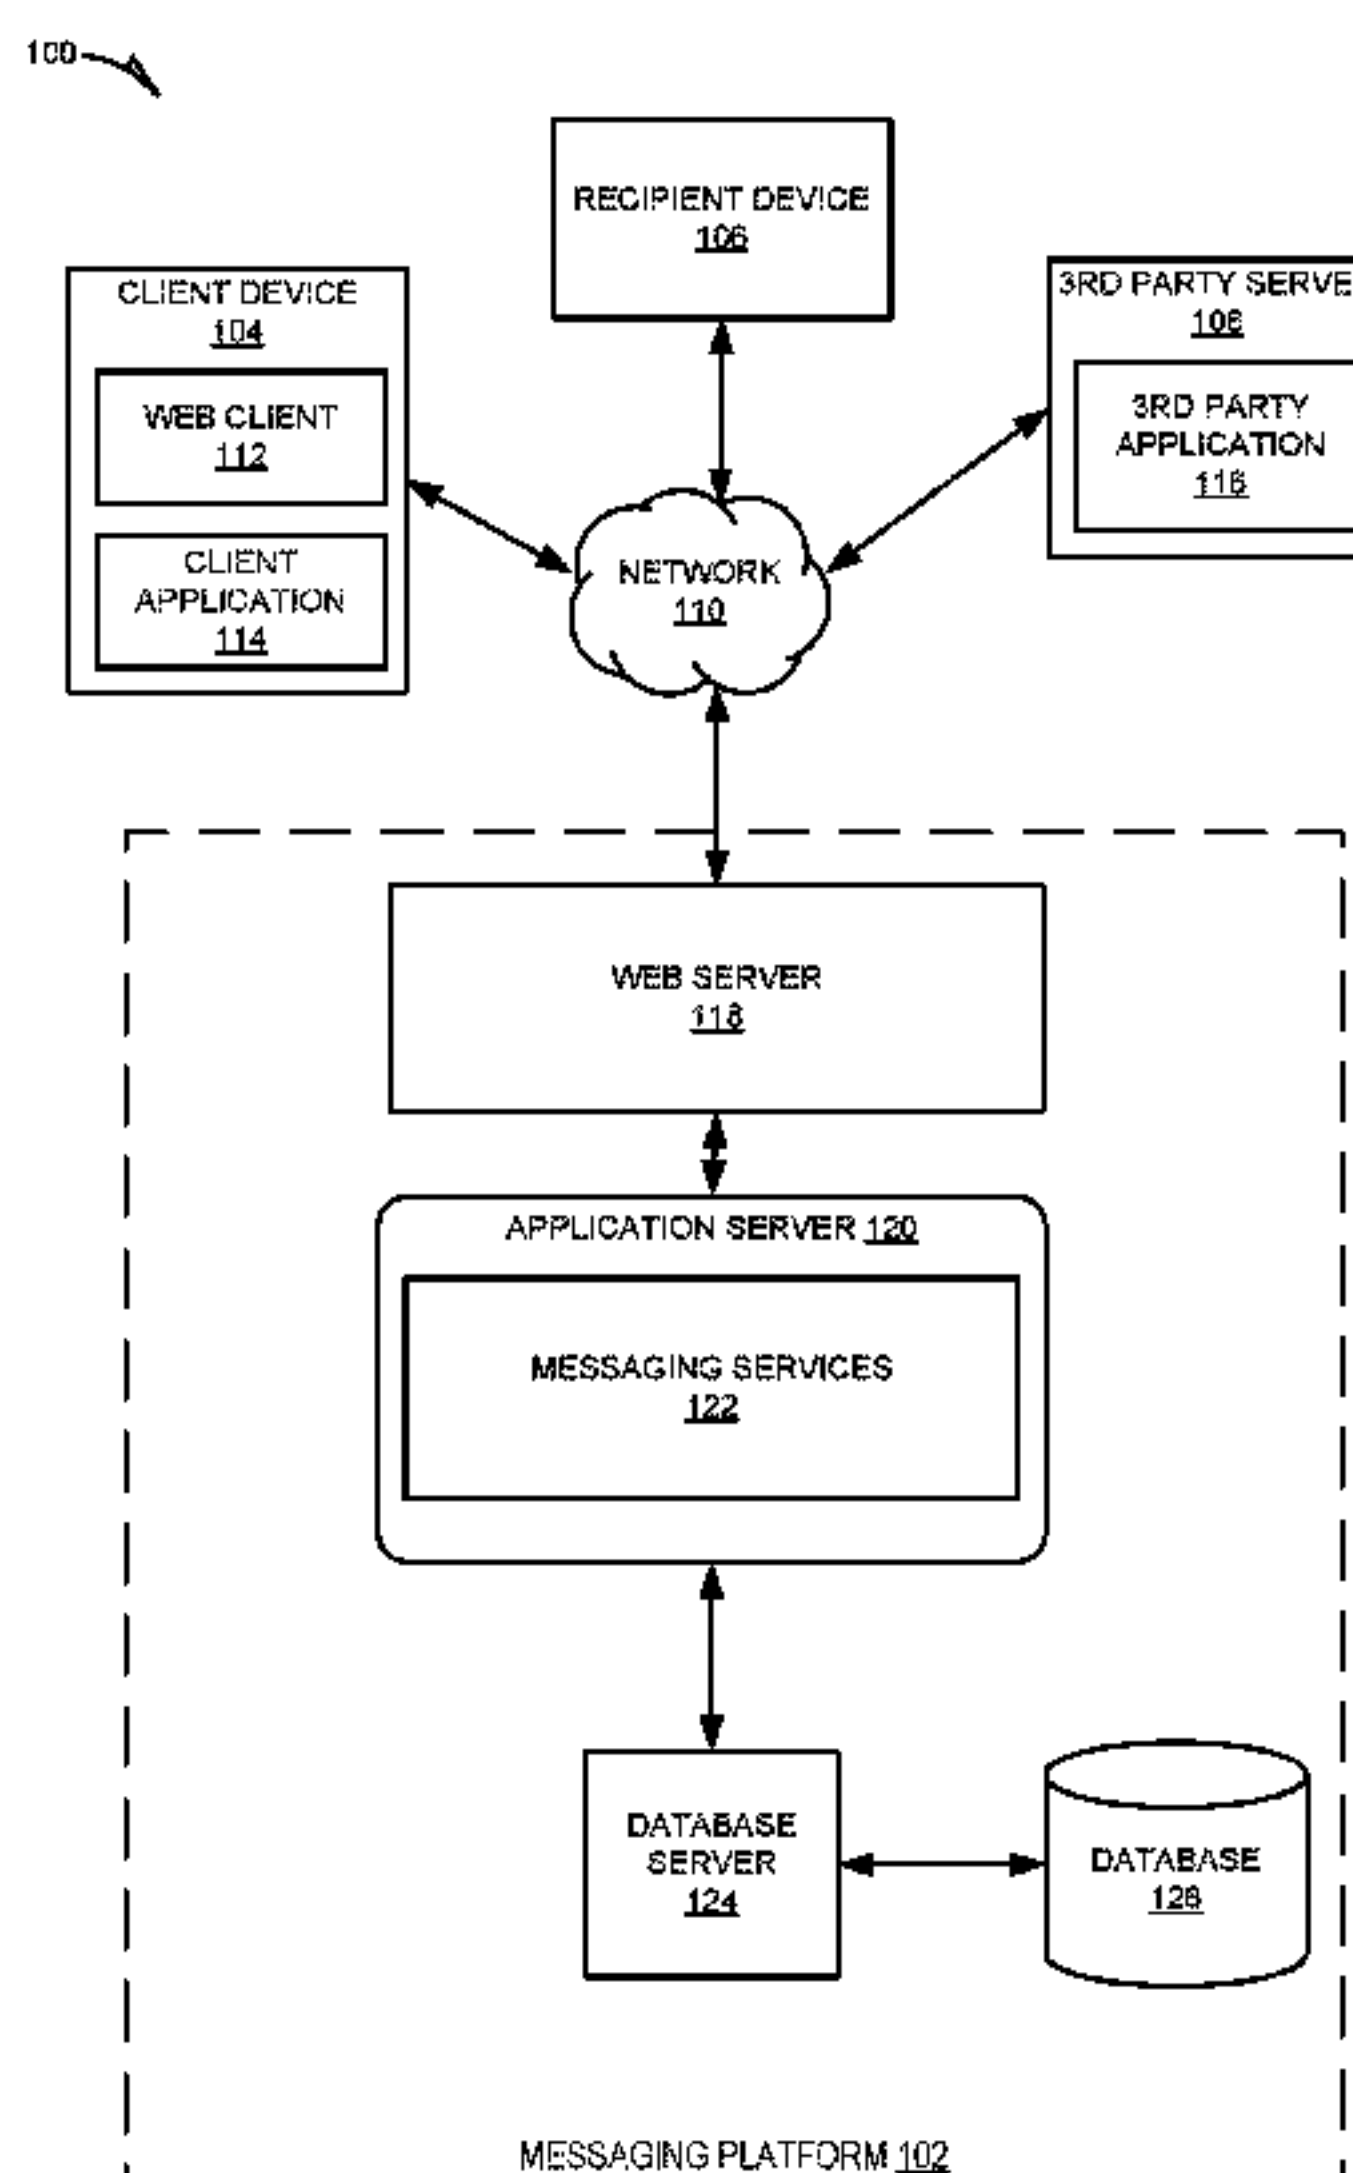 100
RECIPIENT DEVICE
106
CLIENT DEVICE
104
WEB CLIENT
112
CLIENT
APPLICATION
114
3RD PARTY SERVE
108
3RD PARTY
APPLICATION
116
NETWORK
110
WEB SERVER
118
APPLICATION SERVER 120
MESSAGING SERVICES
122
DATABASE
SERVER
124
DATABASE
126
MESSAGING PLATFORM 102